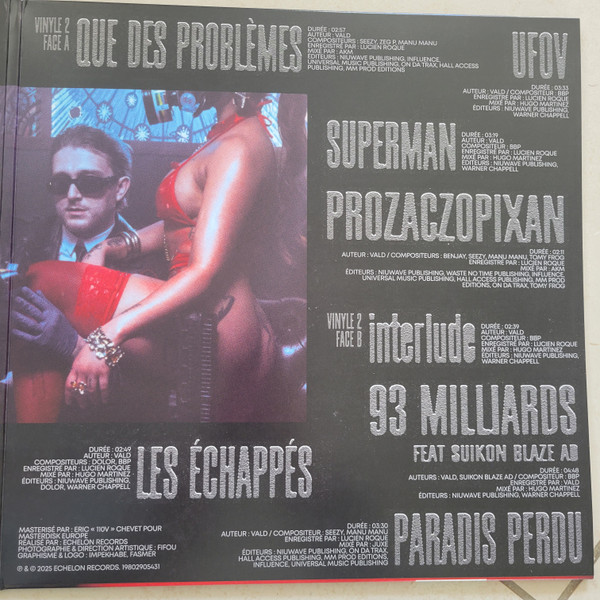 VINYLE 2
FACE A
QUE DES PROBLÈMES
DURÉE : 02:57
AUTEUR : VALD
COMPOSITEURS : SEEZY, ZEG P, MANU MANU
ENREGISTRE PAR : LUCIEN ROQUE
MIXÉ PAR : AKM
ÉDITEURS : NIUWAVE PUBLISHING, INFLUENCE,
UNIVERSAL MUSIC PUBLISHING, ON DA TRAX, HALL ACCESS
PUBLISHING, MM PROD EDITIONS
UFOV
DURÉE : 03:33
AUTEUR : VALD / COMPOSITEUR : BBP
ENREGISTRE PAR : LUCIEN ROQUE
MIXÉ PAR : HUGO MARTINEZ
ÉDITEURS : NIUWAVE PUBLISHING,
WARNER CHAPPELL
SUPERMAN
DURÉE : 03:19
AUTEUR : VALD
COMPOSITEUR : BBP
ENREGISTRE PAR : LUCIEN ROQUE
MIXÉ PAR : HUGO MARTINEZ
ÉDITEURS : NIUWAVE PUBLISHING,
WARNER CHAPPELL
PROZACZOPIXAN
DURÉE : 02:11
AUTEUR : VALD / COMPOSITEURS : BENJAY, SEEZY, MANU MANU, TOMY FROG
ENREGISTRE PAR : LUCIEN ROQUE
MIXÉ PAR : AKM
ÉDITEURS : NIUWAVE PUBLISHING, WASTE NO TIME PUBLISHING, INFLUENCE,
UNIVERSAL MUSIC PUBLISHING, HALL ACCESS PUBLISHING, MM PROD
EDITIONS, ON DA TRAX, TOMY FROG
VINYLE 2
FACE B
interlude
DURÉE : 02:39
AUTEUR : VALD
COMPOSITEUR : BBP
ENREGISTRE PAR : LUCIEN ROQUE
MIXÉ PAR : HUGO MARTINEZ
ÉDITEURS : NIUWAVE PUBLISHING,
WARNER CHAPPELL
93 MILLIARDS
FEAT SUIKON BLAZE AD
DURÉE : 04:48
AUTEURS : VALD, SUIKON BLAZE AD / COMPOSITEUR : BBP
ENREGISTRE PAR : VALD
MIXÉ PAR : HUGO MARTINEZ
ÉDITEURS : NIUWAVE PUBLISHING, WARNER CHAPPELL
DURÉE : 02:49
AUTEUR : VALD
COMPOSITEURS : DOLOR, BBP
ENREGISTRE PAR : LUCIEN ROQUE
MIXÉ PAR : HUGO MARTINEZ
ÉDITEURS : NIUWAVE PUBLISHING,
DOLOR, WARNER CHAPPELL
LES ÉCHAPPÉS
DURÉE : 03:30
AUTEUR : VALD / COMPOSITEUR : SEEZY, MANU MANU
ENREGISTRE PAR : LUCIEN ROQUE
MIXÉ PAR : JUXE
ÉDITEURS : NIUWAVE PUBLISHING, ON DA TRAX,
HALL ACCESS PUBLISHING, MM PROD EDITIONS,
INFLUENCE, UNIVERSAL MUSIC PUBLISHING
PARADIS PERDU
MASTERISÉ PAR : ERIC « 110V » CHEVET POUR
MASTERDISK EUROPE
RÉALISÉ PAR : ECHELON RECORDS
PHOTOGRAPHIE & DIRECTION ARTISTIQUE : FIFOU
GRAPHISME & LOGO : IMPEKHABE, FASMER
℗ & © 2025 ECHELON RECORDS. 19802905431